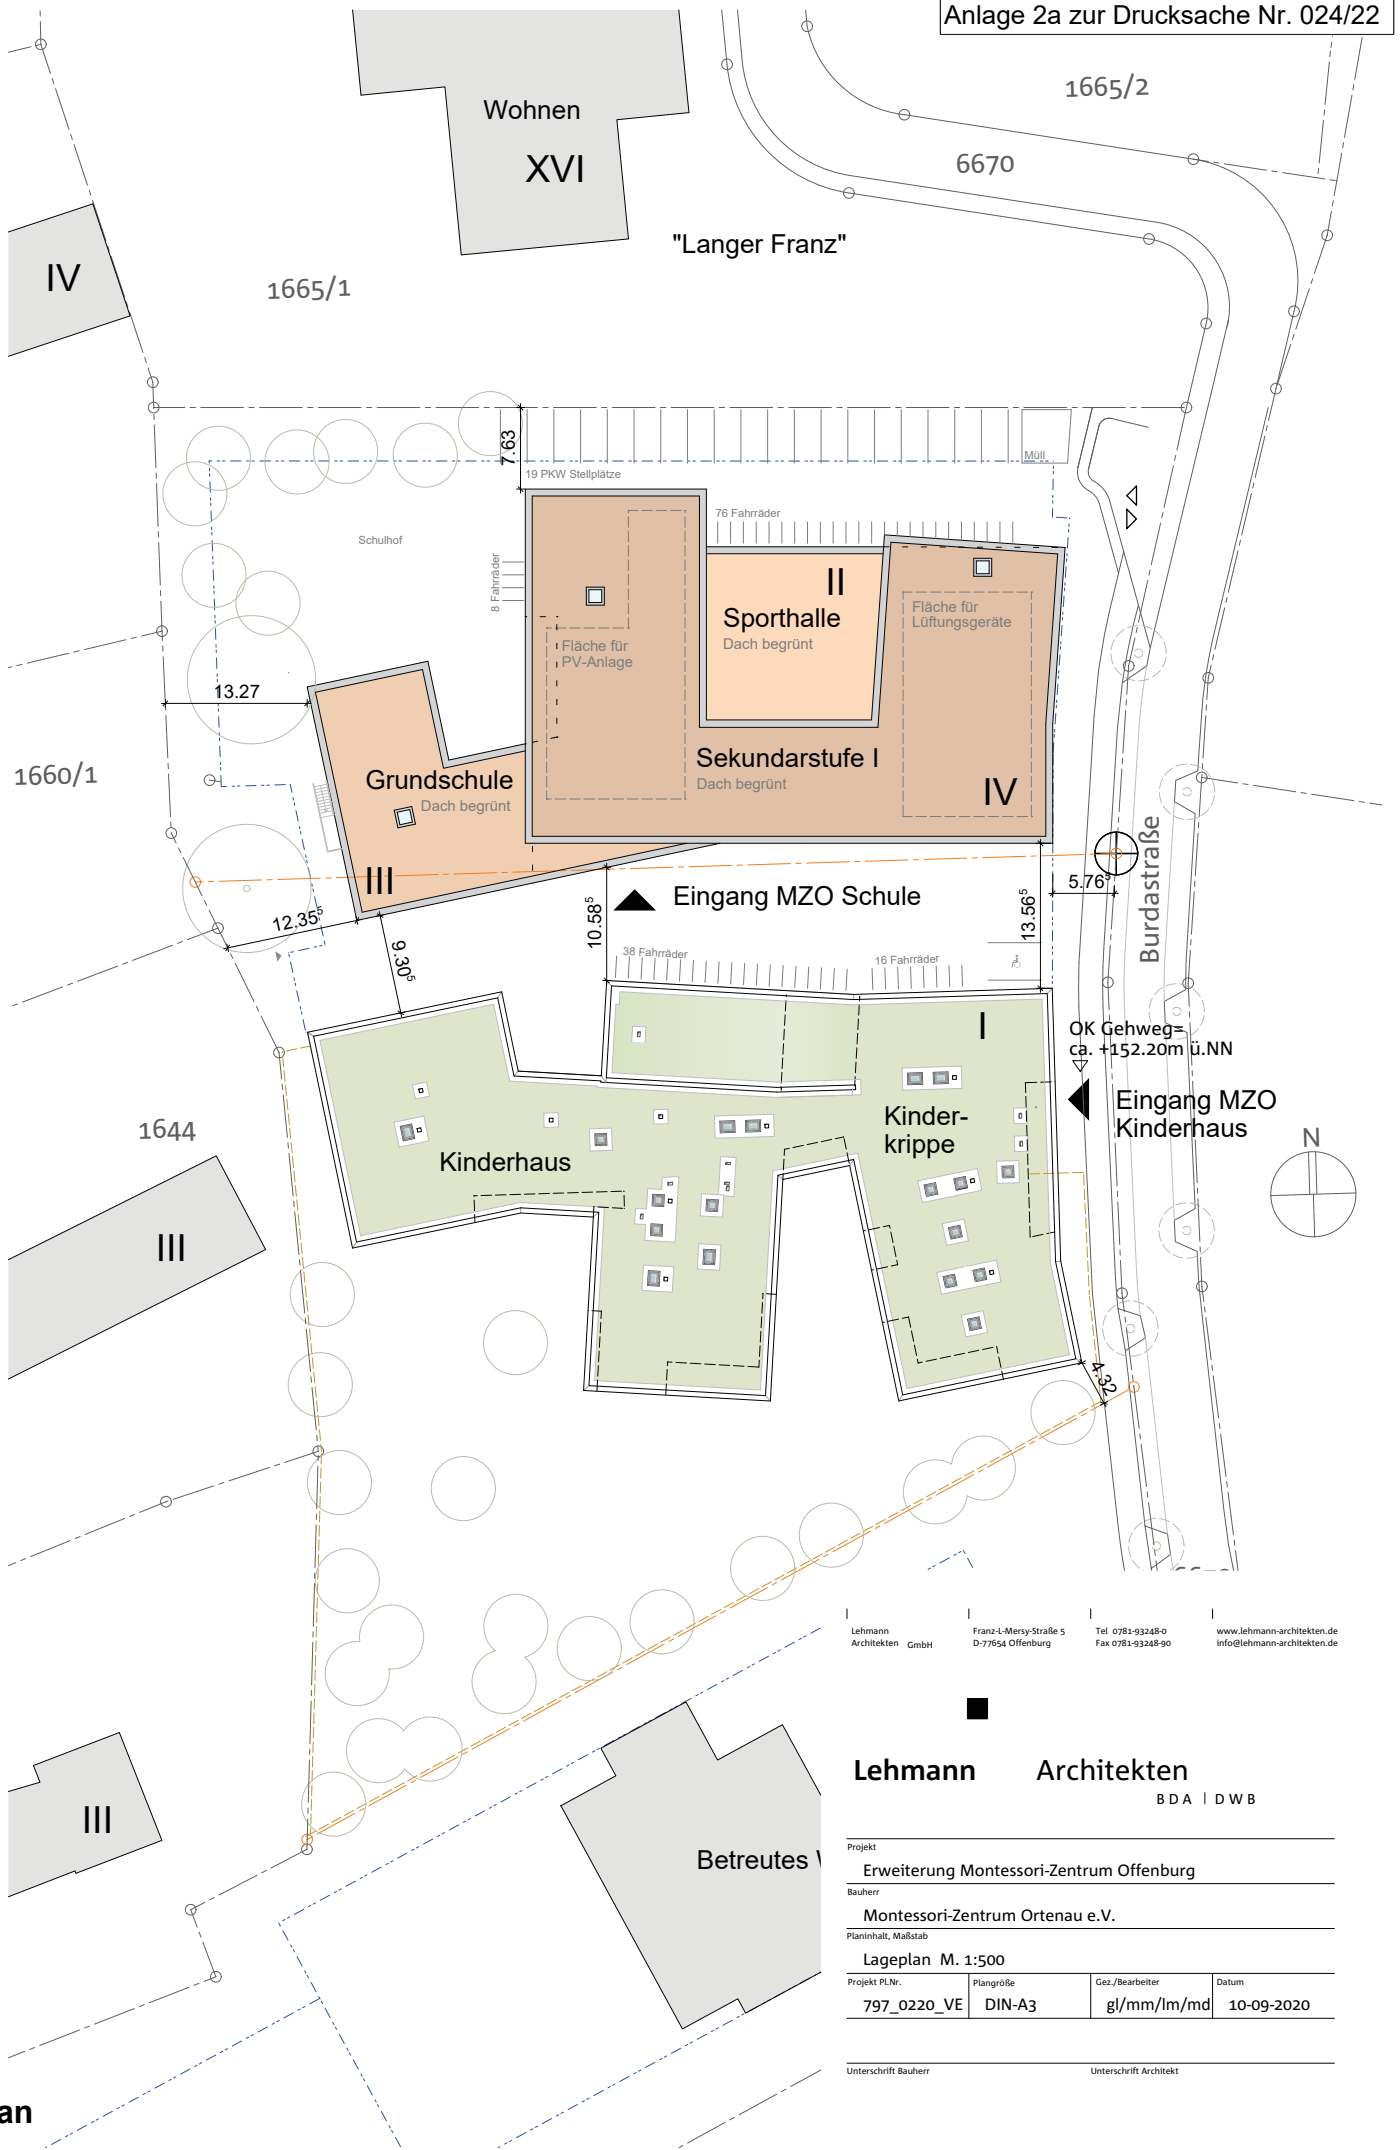 Anlage 2a zur Drucksache Nr. 024/22
1665/2
Wohnen
XVI
6670
"Langer Franz"
IV
1665/1
7.63
19 PKW Stellplätze
Müll
76 Fahrräder
Schulhof
8 Fahrräder
II
Sporthalle
Dach begrünt
Fläche für
Lüftungsgeräte
Fläche für
PV-Anlage
13.27
1660/1
Grundschule
Dach begrünt
Sekundarstufe I
Dach begrünt
IV
III
Burdastraße
5.76⁵
12.35⁵
10.58⁵
Eingang MZO Schule
13.56⁵
9.30⁵
38 Fahrräder
16 Fahrräder
I
OK Gehweg=
ca. +152.20m ü.NN
1644
Kinderhaus
Kinder-
krippe
Eingang MZO
Kinderhaus
N
III
4.32
Lehmann
Architekten GmbH
Franz-L-Mersy-Straße 5
D-77654 Offenburg
Tel 0781-93248-0
Fax 0781-93248-90
www.lehmann-architekten.de
info@lehmann-architekten.de
Lehmann Architekten
BDA | DWB
III
Betreutes
Projekt
Erweiterung Montessori-Zentrum Offenburg
Bauherr
Montessori-Zentrum Ortenau e.V.
Planinhalt, Maßstab
Lageplan M. 1:500
Projekt Pl.Nr.
797_0220_VE
Plangröße
DIN-A3
Gez./Bearbeiter
gl/mm/lm/md
Datum
10-09-2020
Unterschrift Bauherr
Unterschrift Architekt
an